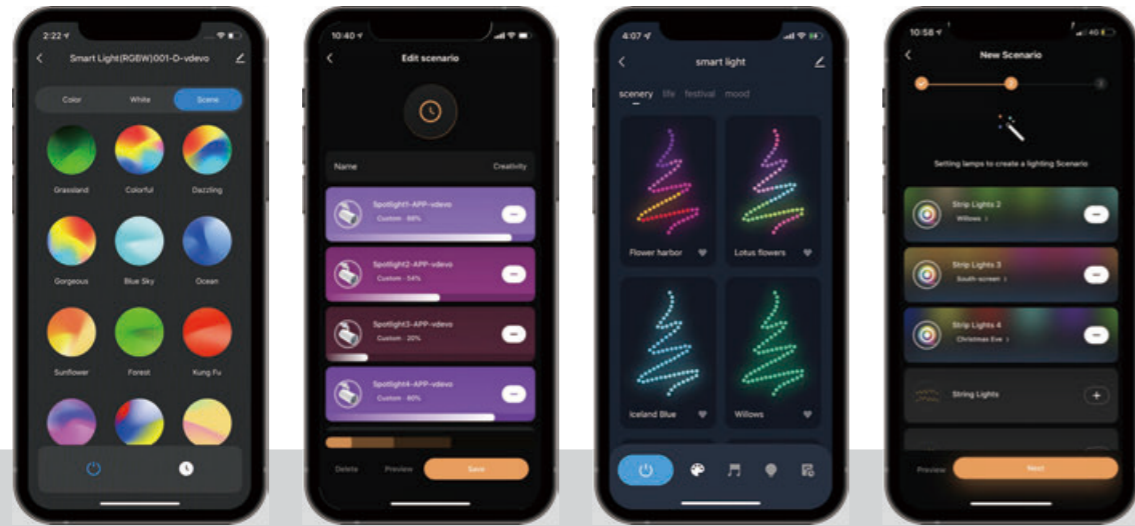 2:22
Smart Light(RGBW)001-D-vdevo
Color White Scene
Grassland Colorful Dazzling
Gorgeous Blue Sky Ocean
Sunflower Forest Kung Fu
10:40
Edit scenario
Name Creativity
Spotlight1-APP-vdevo
Custom · 88%
Spotlight2-APP-vdevo
Custom · 54%
Spotlight3-APP-vdevo
Custom · 20%
Spotlight4-APP-vdevo
Custom · 80%
Delete Preview Save
4:07
smart light
scenery life festival mood
Flower harbor Lotus flowers
Iceland Blue Willows
10:58
4G
New Scenario
2 3
Setting lamps to create a lighting Scenario
Strip Lights 2
Willows >
Strip Lights 3
South screen >
Strip Lights 4
Christmas Eve >
String Lights
Preview Next